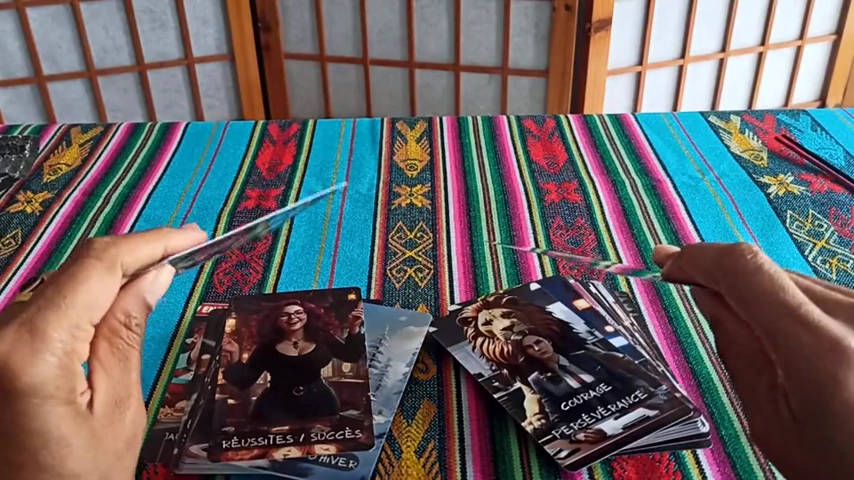 RÉUSSITES / SUCCÈS
D'HIVER
COURAGE
PERSÉVÉRANCE